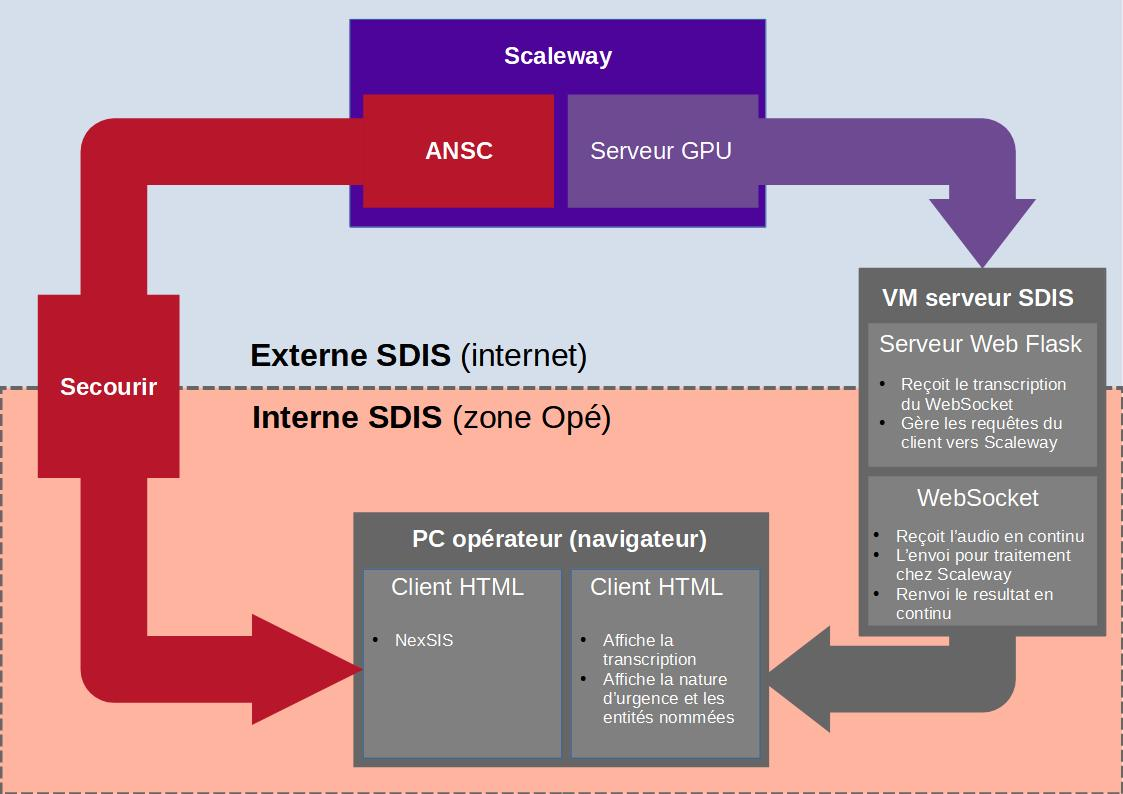 Scaleway
ANSC
Serveur GPU
VM serveur SDIS
Serveur Web Flask
• Reçoit le transcription
du WebSocket
• Gère les requêtes du
client vers Scaleway
WebSocket
• Reçoit l'audio en continu
• L'envoi pour traitement
chez Scaleway
• Renvoi le resultat en
continu
Externe SDIS (internet)
Secourir
Interne SDIS (zone Opé)
PC opérateur (navigateur)
Client HTML
• NexSIS
Client HTML
• Affiche la
transcription
• Affiche la nature
d'urgence et les
entités nommées